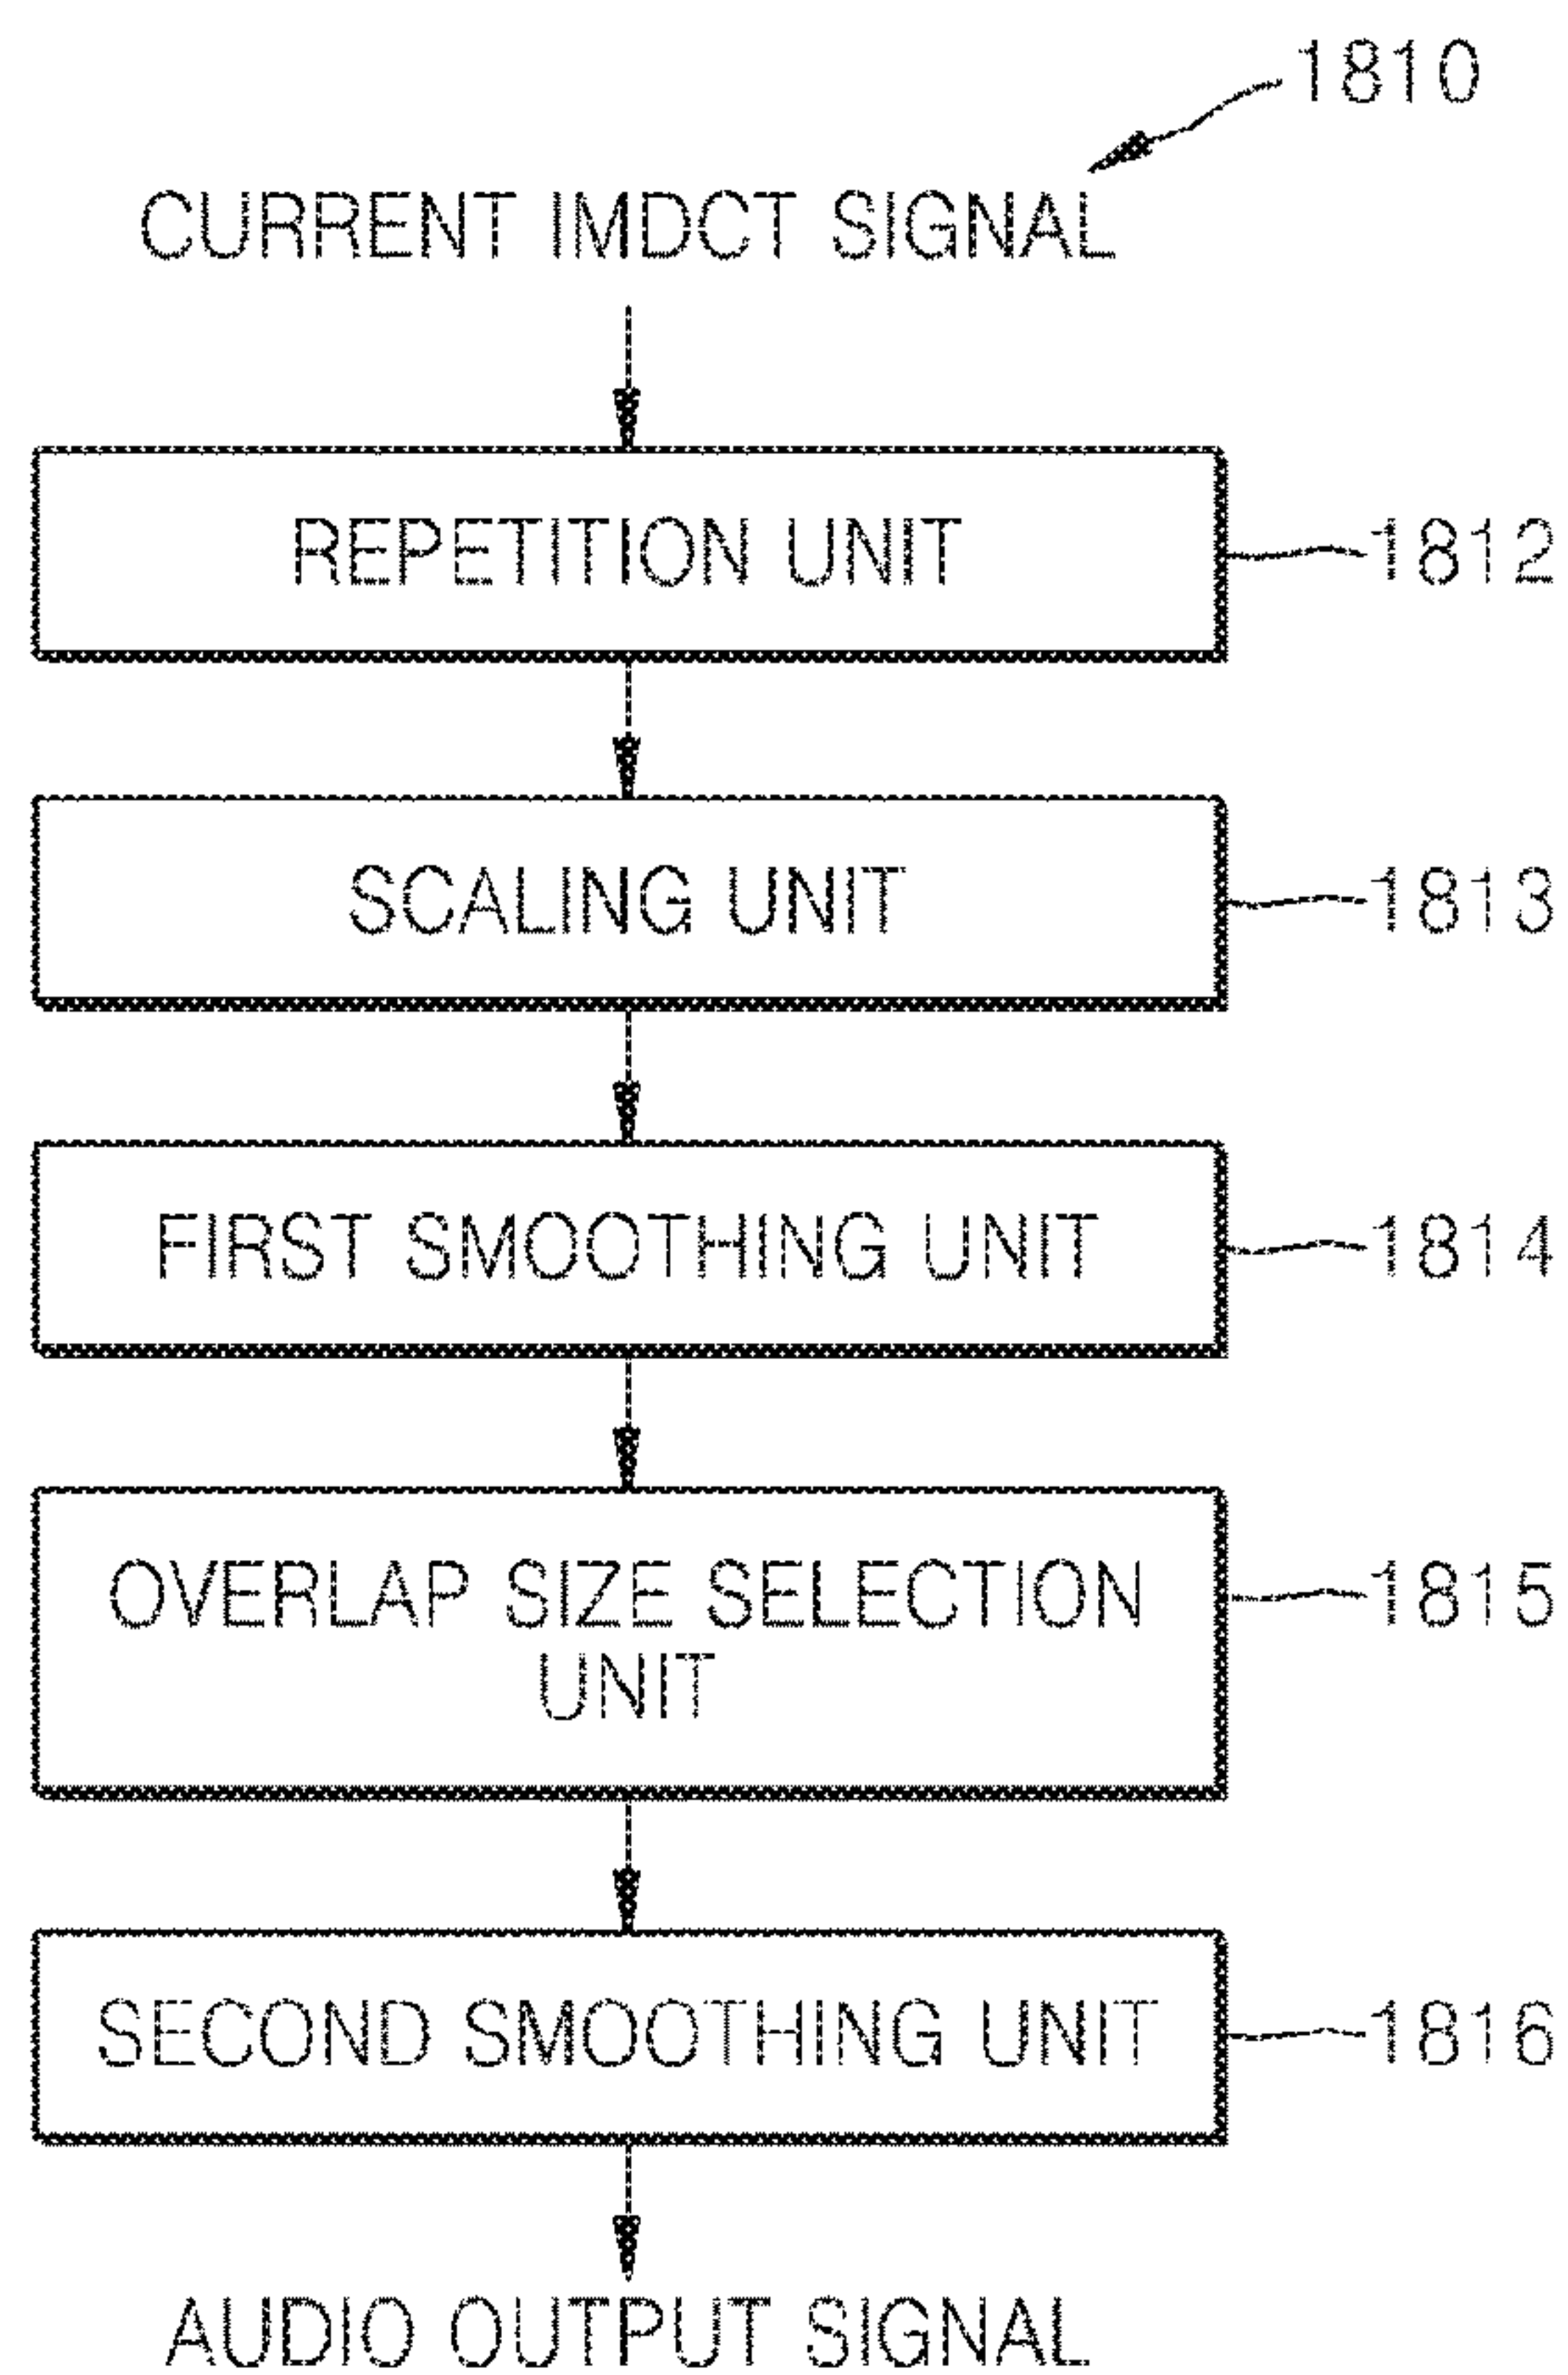 1810
CURRENT IMDCT SIGNAL
REPETITION UNIT
1812
SCALING UNIT
1813
FIRST SMOOTHING UNIT
1814
OVERLAP SIZE SELECTION
UNIT
1815
SECOND SMOOTHING UNIT
1816
AUDIO OUTPUT SIGNAL